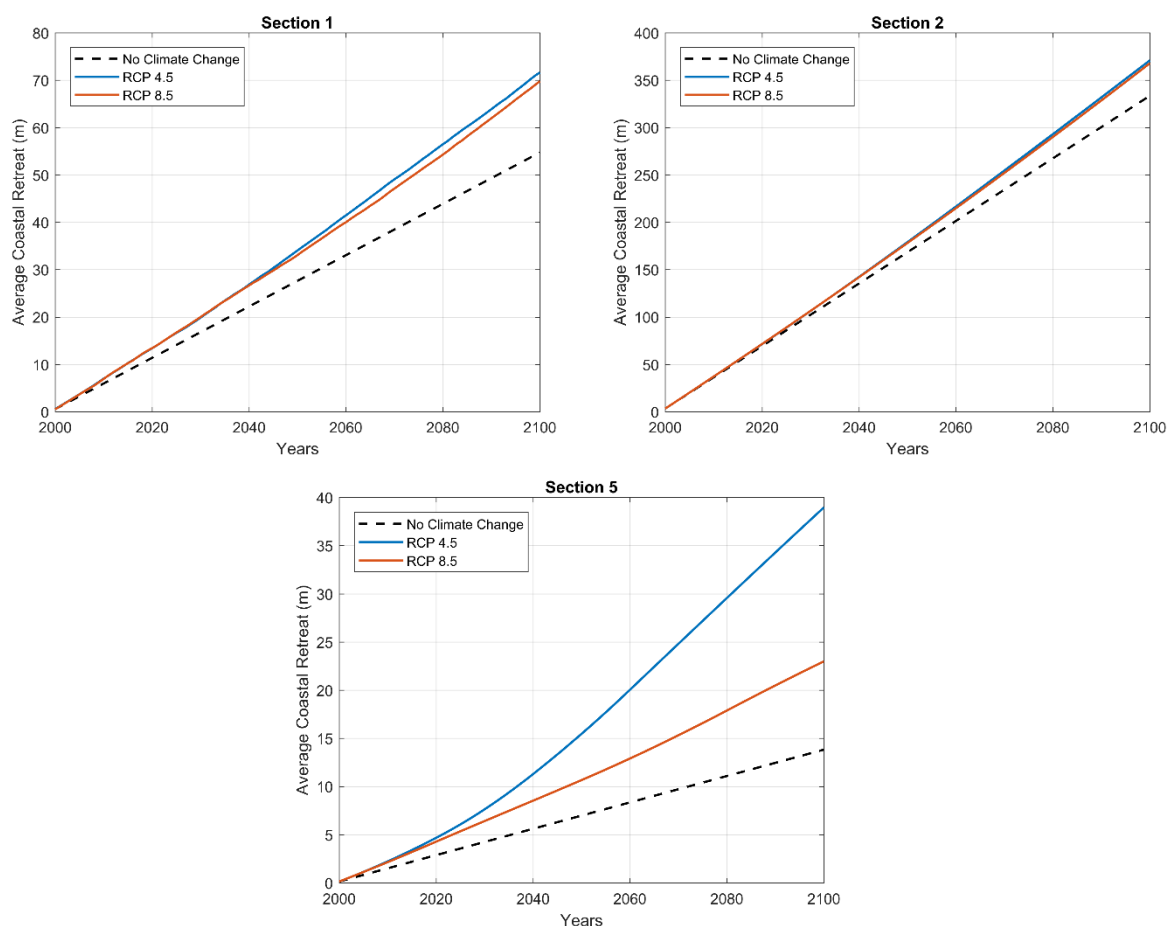 Section 1
80
70
60
50
40
30
20
10
0
Average Coastal Retreat (m)
No Climate Change
RCP 4.5
RCP 8.5
2000 2020 2040 2060 2080 2100
Years
Section 2
400
350
300
250
200
150
100
50
0
Average Coastal Retreat (m)
No Climate Change
RCP 4.5
RCP 8.5
2000 2020 2040 2060 2080 2100
Years
Section 5
40
35
30
25
20
15
10
5
0
Average Coastal Retreat (m)
No Climate Change
RCP 4.5
RCP 8.5
2000 2020 2040 2060 2080 2100
Years